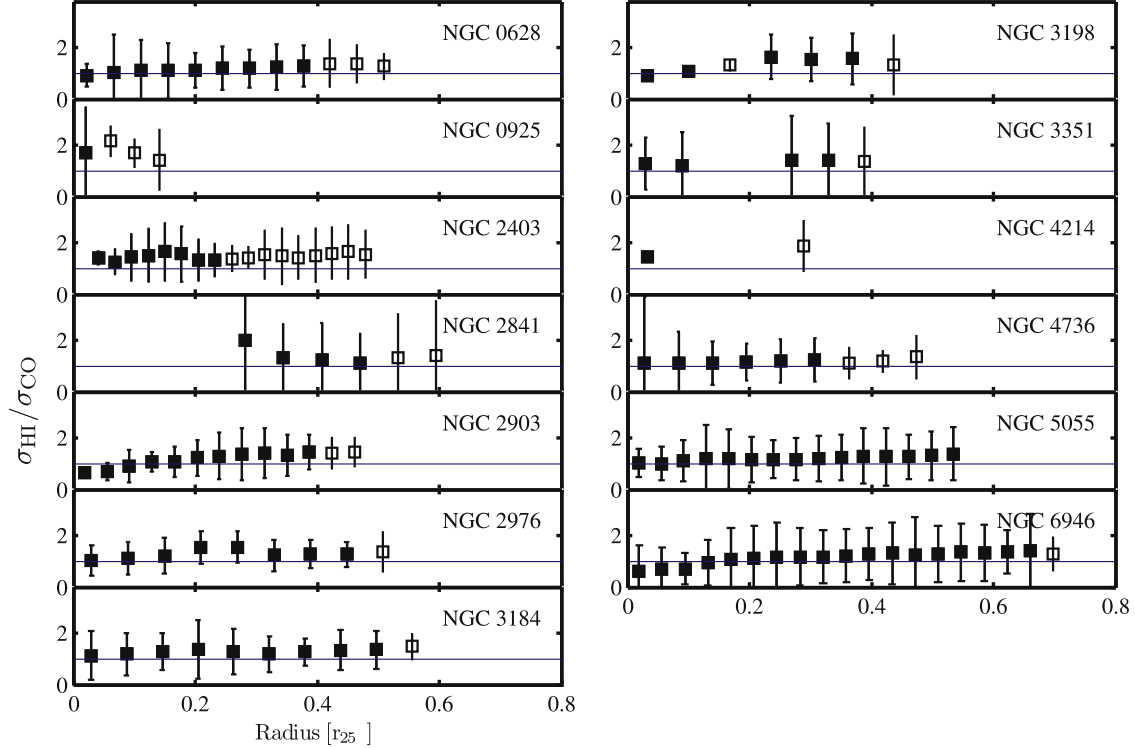 NGC 0628
2
0
NGC 0925
2
0
NGC 2403
2
0
NGC 2841
2
0
NGC 2903
2
0
NGC 2976
2
0
NGC 3184
2
0
0 0.2 0.4 0.6 0.8
Radius [r25 ]
σHI/σCO
NGC 3198
2
0
NGC 3351
2
0
NGC 4214
2
0
NGC 4736
2
0
NGC 5055
2
0
NGC 6946
2
0
0 0.2 0.4 0.6 0.8